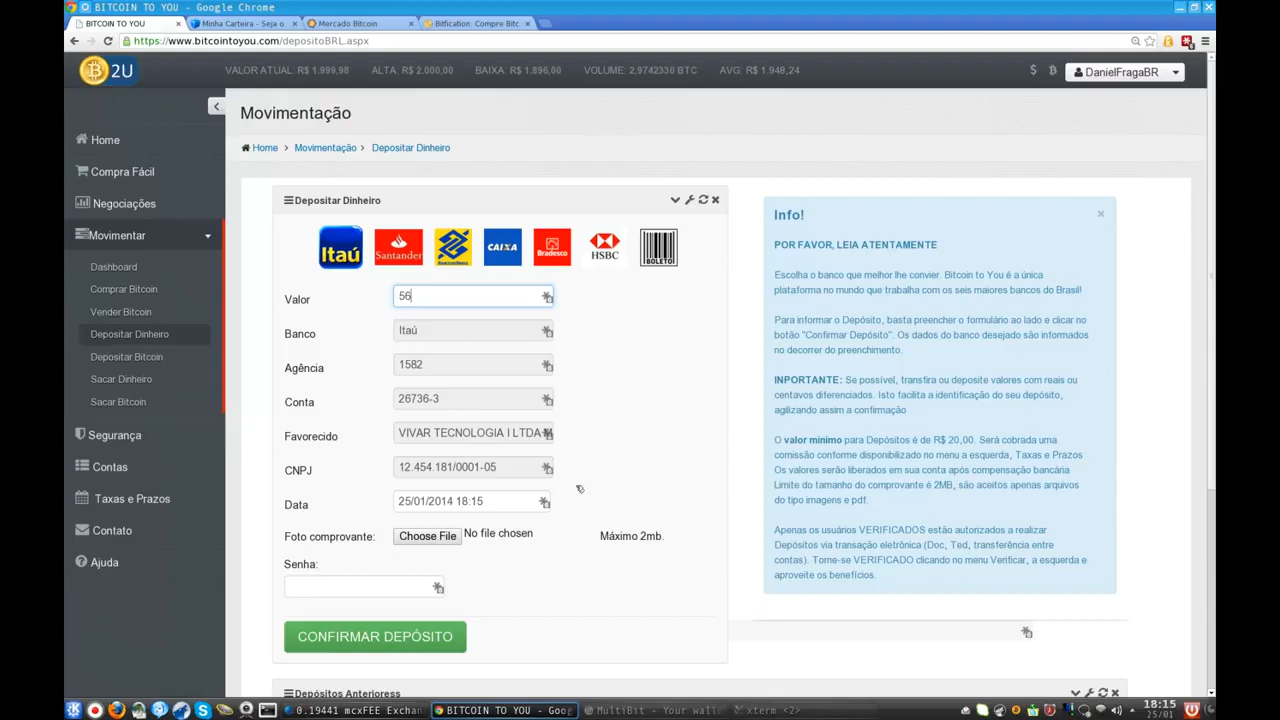 BITCOIN TO YOU - Google Chrome
BITCOIN TO YOU
Minha Carteira - Seja o
Mercado Bitcoin
Bitfication: Compre Bitc
https://www.bitcointoyou.com/depositoBRL.aspx
B 2U
VALOR ATUAL: R$ 1.999,98
ALTA: R$ 2.000,00
BAIXA: R$ 1.896,00
VOLUME: 2,9742330 BTC
AVG: R$ 1.948,24
DanielFragaBR
Movimentação
Home
Movimentação
Depositar Dinheiro
Home
Compra Fácil
Negociações
Movimentar
Dashboard
Comprar Bitcoin
Vender Bitcoin
Depositar Dinheiro
Depositar Bitcoin
Sacar Dinheiro
Sacar Bitcoin
Segurança
Contas
Taxas e Prazos
Contato
Ajuda
Depositar Dinheiro
Itaú
Santander
CAIXA
Bradesco
HSBC
BOLETO
Valor
56
Banco
Itaú
Agência
1582
Conta
26736-3
Favorecido
VIVAR TECNOLOGIA I LTDA
CNPJ
12.454.181/0001-05
Data
25/01/2014 18:15
Foto comprovante:
Choose File
No file chosen
Máximo 2mb.
Senha:
CONFIRMAR DEPÓSITO
Depósitos Anterioress
Info!
POR FAVOR, LEIA ATENTAMENTE
Escolha o banco que melhor lhe convier. Bitcoin to You é a única
plataforma no mundo que trabalha com os seis maiores bancos do Brasil!
Para informar o Depósito, basta preencher o formulário ao lado e clicar no
botão "Confirmar Depósito". Os dados do banco desejado são informados
no decorrer do preenchimento.
IMPORTANTE: Se possível, transfira ou deposite valores com reais ou
centavos diferenciados. Isto facilita a identificação do seu depósito,
agilizando assim a confirmação
O valor minimo para Depósitos é de R$ 20,00. Será cobrada uma
comissão conforme disponibilizado no menu a esquerda, Taxas e Prazos
Os valores serão liberados em sua conta após compensação bancária
Limite do tamanho do comprovante é 2MB, são aceitos apenas arquivos
do tipo imagens e pdf.
Apenas os usuários VERIFICADOS estão autorizados a realizar
Depósitos via transação eletrônica (Doc, Ted, transferência entre
contas). Torne-se VERIFICADO clicando no menu Verificar, a esquerda e
aproveite os benefícios.
0.19441 mcxFEE Exchan
BITCOIN TO YOU - Goog
MultiBit - Your walle
xterm <2>
18:15
25/01